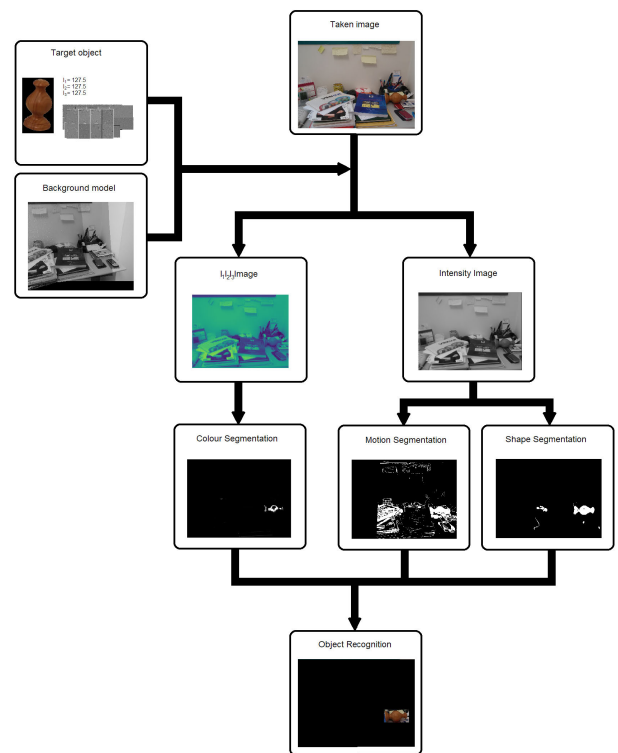 Taken image
Target object
I₁= 127.5
I₂= 127.5
I₃= 127.5
Background model
I₁I₂I₃Image
Intensity Image
Colour Segmentation
Motion Segmentation
Shape Segmentation
Object Recognition